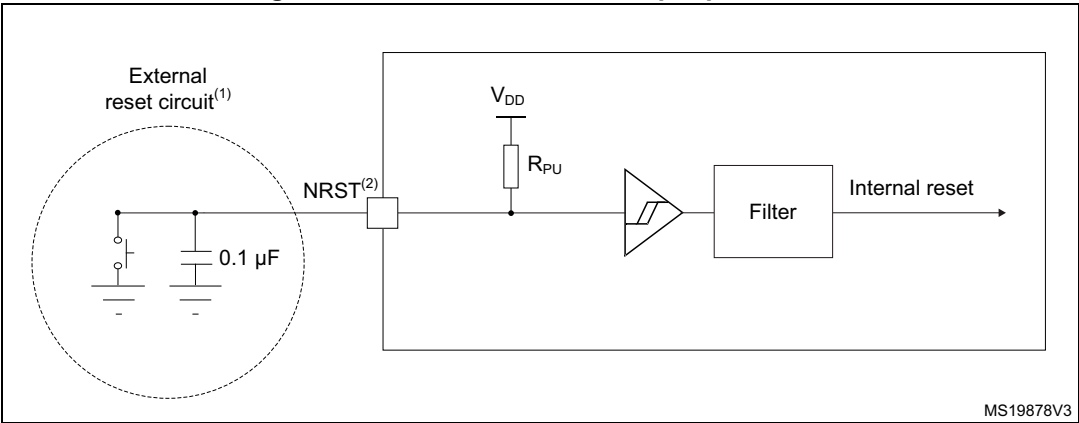 External
reset circuit(1)
VDD
RPU
NRST(2)
Filter
Internal reset
0.1 µF
MS19878V3